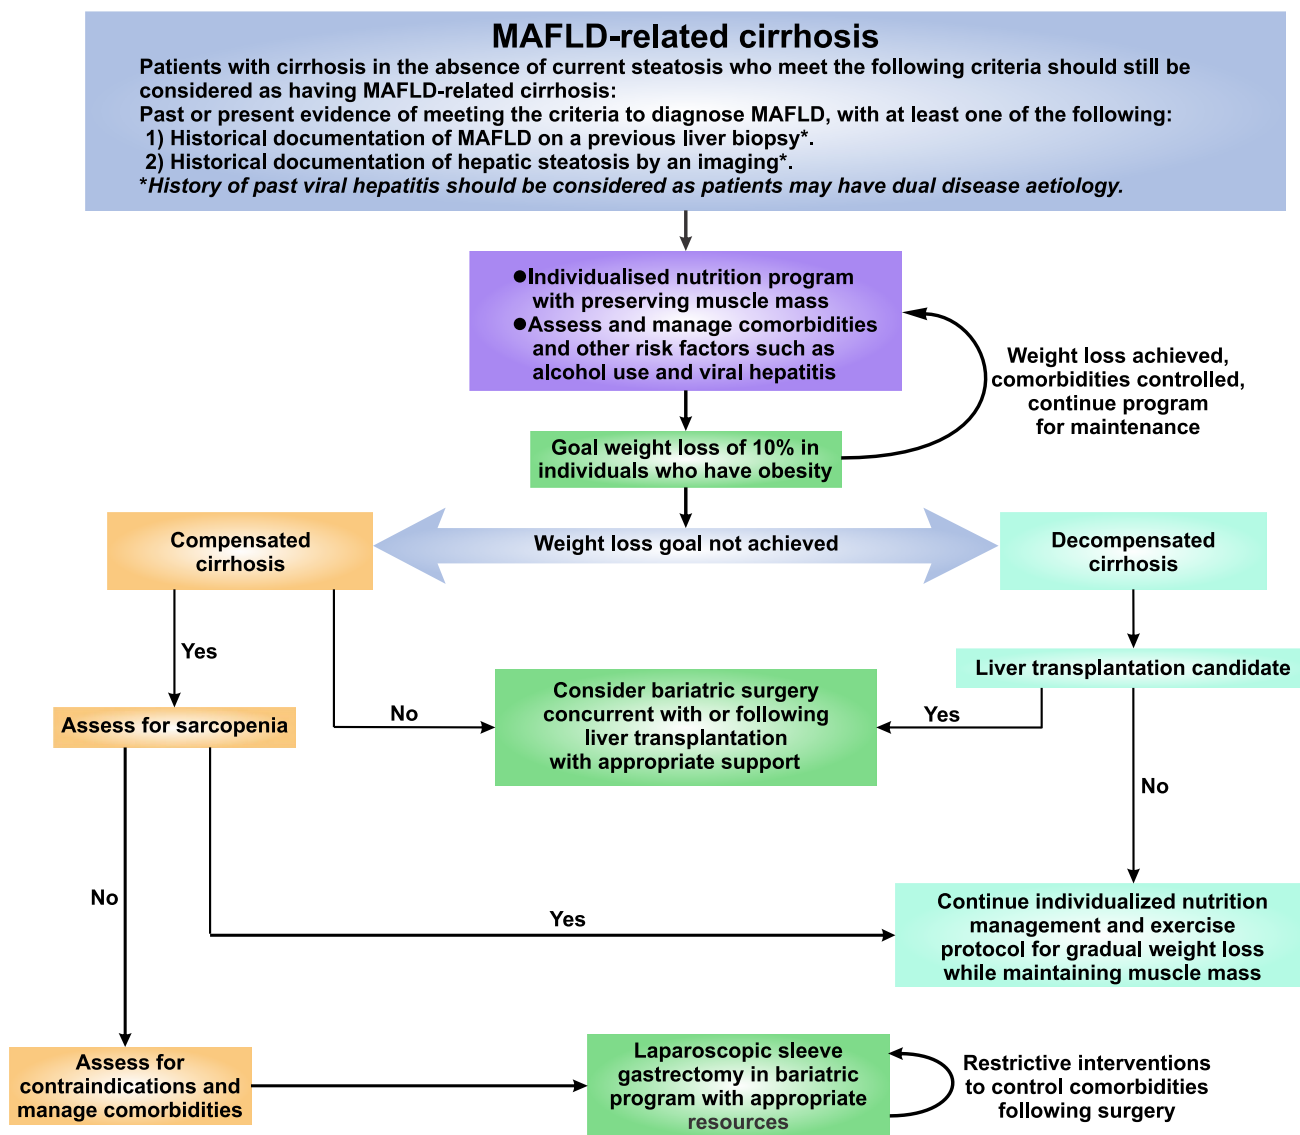 MAFLD-related cirrhosis
Patients with cirrhosis in the absence of current steatosis who meet the following criteria should still be
considered as having MAFLD-related cirrhosis:
Past or present evidence of meeting the criteria to diagnose MAFLD, with at least one of the following:
1) Historical documentation of MAFLD on a previous liver biopsy*.
2) Historical documentation of hepatic steatosis by an imaging*.
*History of past viral hepatitis should be considered as patients may have dual disease aetiology.
●Individualised nutrition program
with preserving muscle mass
●Assess and manage comorbidities
and other risk factors such as
alcohol use and viral hepatitis
Weight loss achieved,
comorbidities controlled,
continue program
for maintenance
Goal weight loss of 10% in
individuals who have obesity
Compensated
cirrhosis
Weight loss goal not achieved
Decompensated
cirrhosis
Yes
Liver transplantation candidate
Assess for sarcopenia
No
Consider bariatric surgery
concurrent with or following
liver transplantation
with appropriate support
Yes
No
No
Yes
Continue individualized nutrition
management and exercise
protocol for gradual weight loss
while maintaining muscle mass
Assess for
contraindications and
manage comorbidities
Laparoscopic sleeve
gastrectomy in bariatric
program with appropriate
resources
Restrictive interventions
to control comorbidities
following surgery